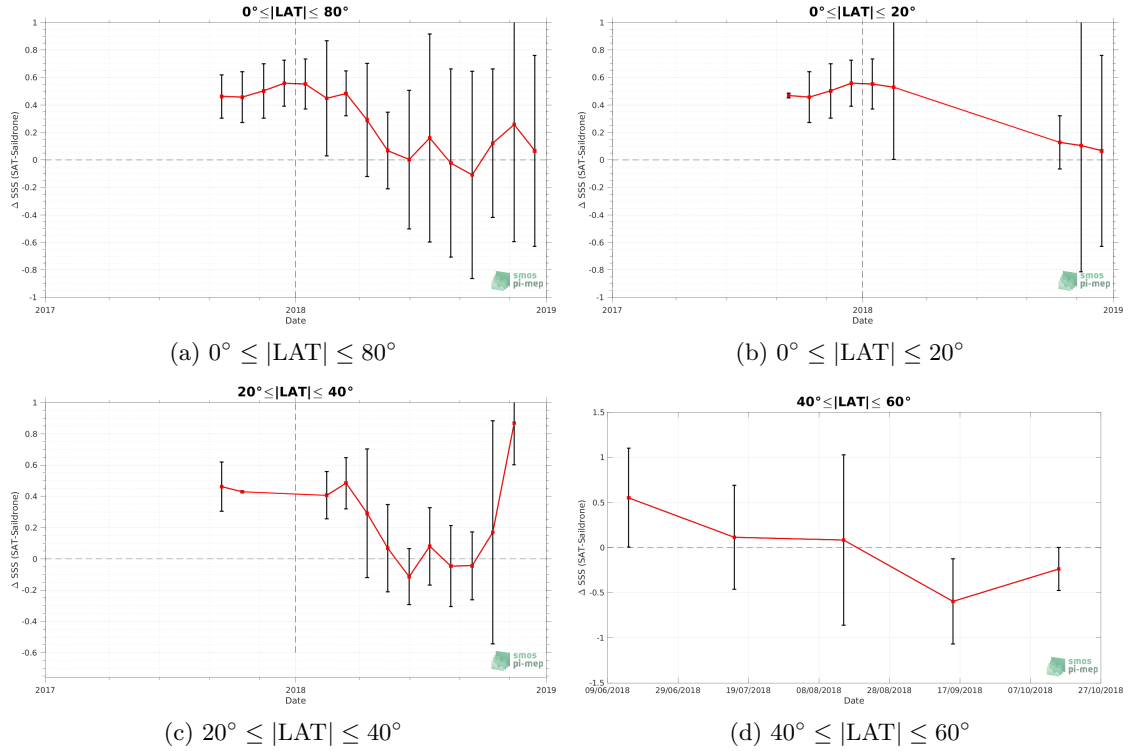 0°≤|LAT|≤ 80°
1
0.8
0.6
0.4
0.2
0
-0.2
-0.4
-0.6
-0.8
-1
Δ SSS (SAT-Saildrone)
2017
2018
2019
Date
smos
pi-mep
(a) 0° ≤ |LAT| ≤ 80°
0°≤|LAT|≤ 20°
1
0.8
0.6
0.4
0.2
0
-0.2
-0.4
-0.6
-0.8
-1
Δ SSS (SAT-Saildrone)
2017
2018
2019
Date
smos
pi-mep
(b) 0° ≤ |LAT| ≤ 20°
20°≤|LAT|≤ 40°
1
0.8
0.6
0.4
0.2
0
-0.2
-0.4
-0.6
Δ SSS (SAT-Saildrone)
2017
2018
2019
Date
smos
pi-mep
(c) 20° ≤ |LAT| ≤ 40°
40°≤|LAT|≤ 60°
1.5
1
0.5
0
-0.5
-1
-1.5
Δ SSS (SAT-Saildrone)
09/06/2018
29/06/2018
19/07/2018
08/08/2018
28/08/2018
17/09/2018
07/10/2018
27/10/2018
Date
smos
pi-mep
(d) 40° ≤ |LAT| ≤ 60°